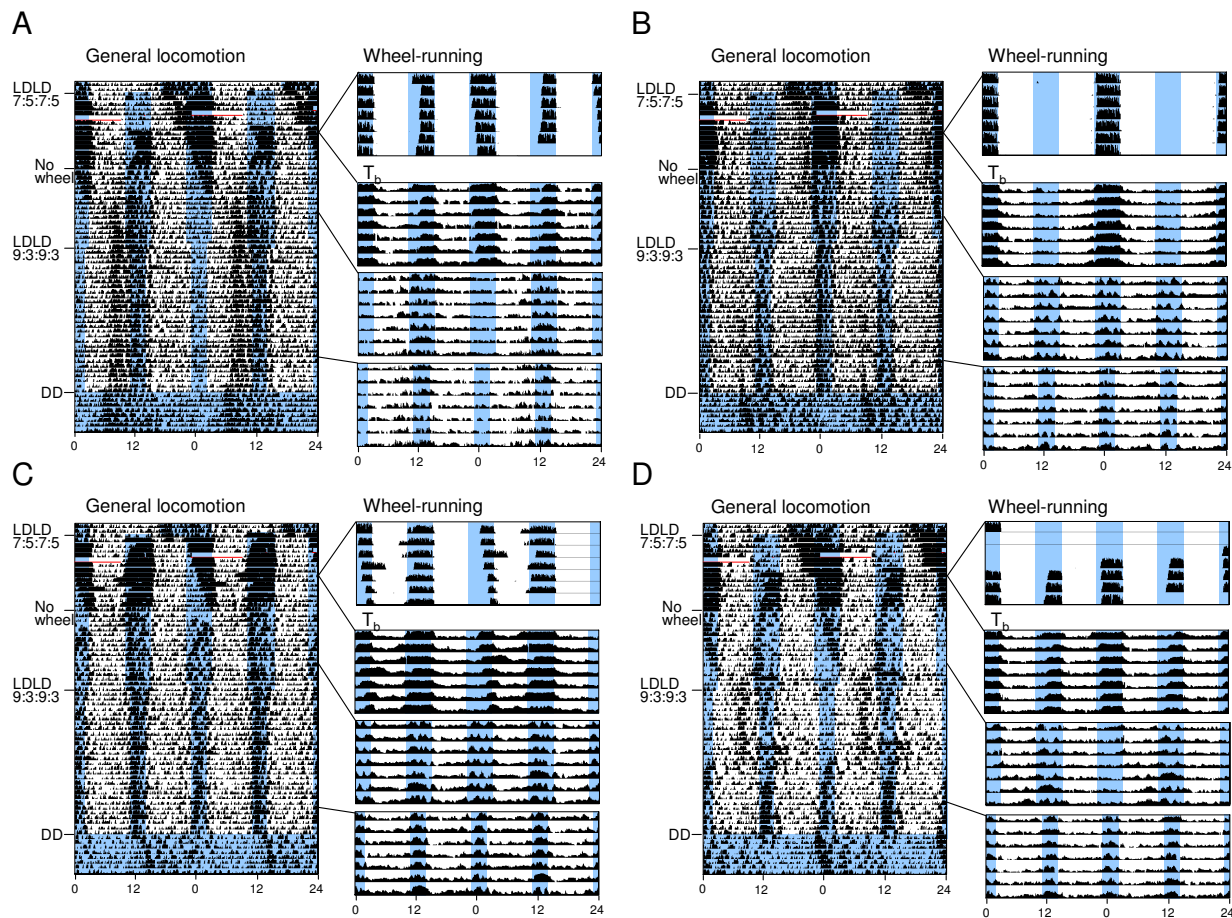 A
General locomotion
Wheel-running
LDLD
7:5:7:5
No
wheel
T_b
LDLD
9:3:9:3
DD
0 12 0 12 24
0 12 0 12 24
B
General locomotion
Wheel-running
LDLD
7:5:7:5
No
wheel
T_b
LDLD
9:3:9:3
DD
0 12 0 12 24
0 12 0 12 24
C
General locomotion
Wheel-running
LDLD
7:5:7:5
No
wheel
T_b
LDLD
9:3:9:3
DD
0 12 0 12 24
0 12 0 12 24
D
General locomotion
Wheel-running
LDLD
7:5:7:5
No
wheel
T_b
LDLD
9:3:9:3
DD
0 12 0 12 24
0 12 0 12 24